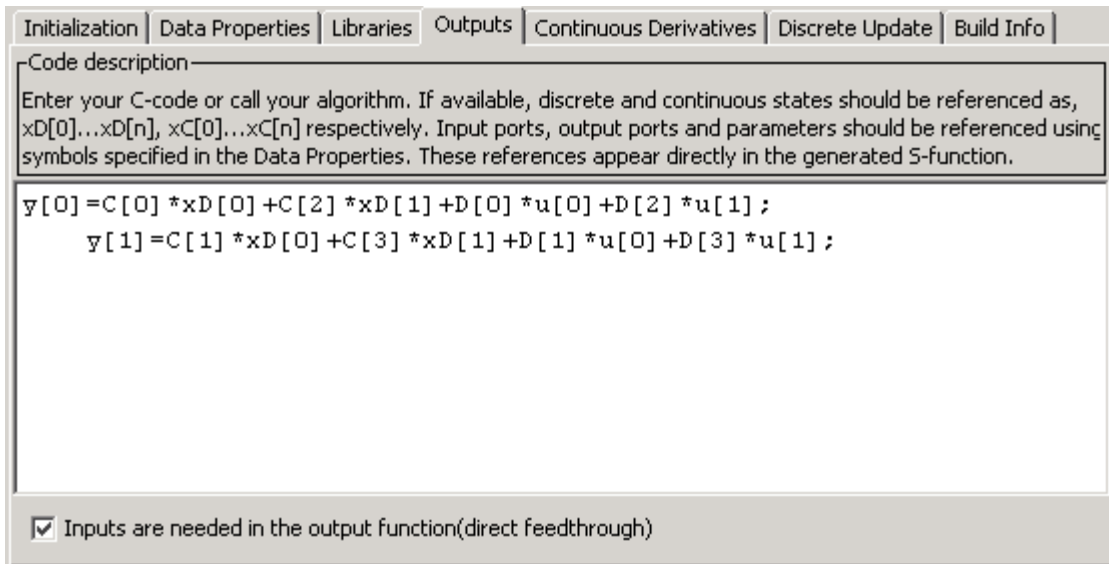 Initialization Data Properties Libraries Outputs Continuous Derivatives Discrete Update Build Info
Code description
Enter your C-code or call your algorithm. If available, discrete and continuous states should be referenced as,
xD[0]...xD[n], xC[0]...xC[n] respectively. Input ports, output ports and parameters should be referenced using
symbols specified in the Data Properties. These references appear directly in the generated S-function.
y[0]=C[0]*xD[0]+C[2]*xD[1]+D[0]*u[0]+D[2]*u[1];
y[1]=C[1]*xD[0]+C[3]*xD[1]+D[1]*u[0]+D[3]*u[1];
Inputs are needed in the output function(direct feedthrough)